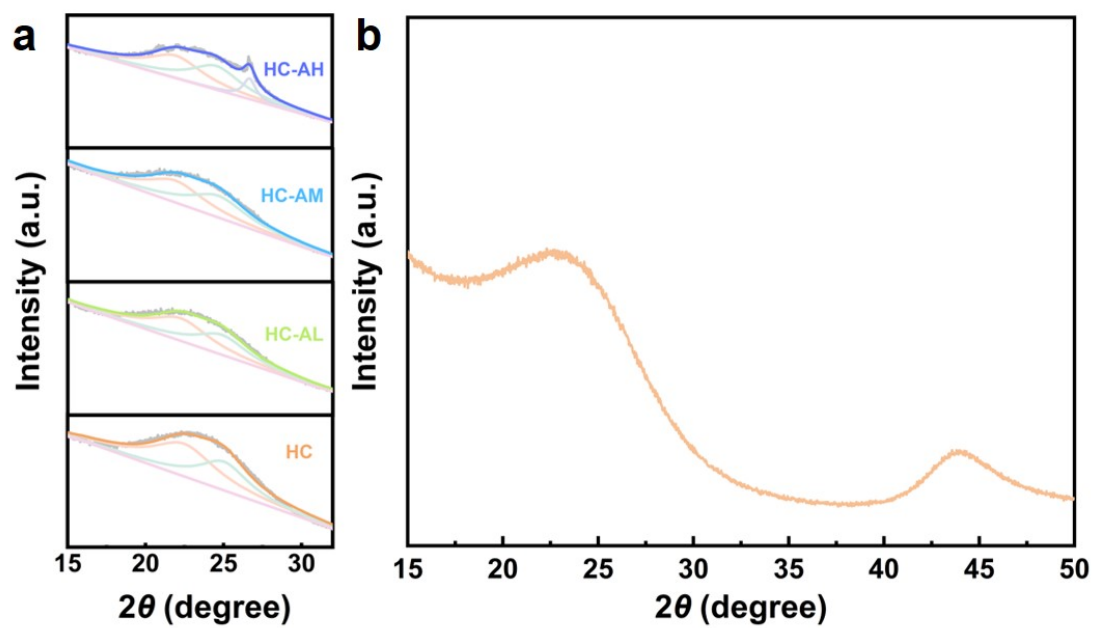 a
b
HC-AH
HC-AM
HC-AL
HC
Intensity (a.u.)
15 20 25 30
2θ (degree)
Intensity (a.u.)
15 20 25 30 35 40 45 50
2θ (degree)